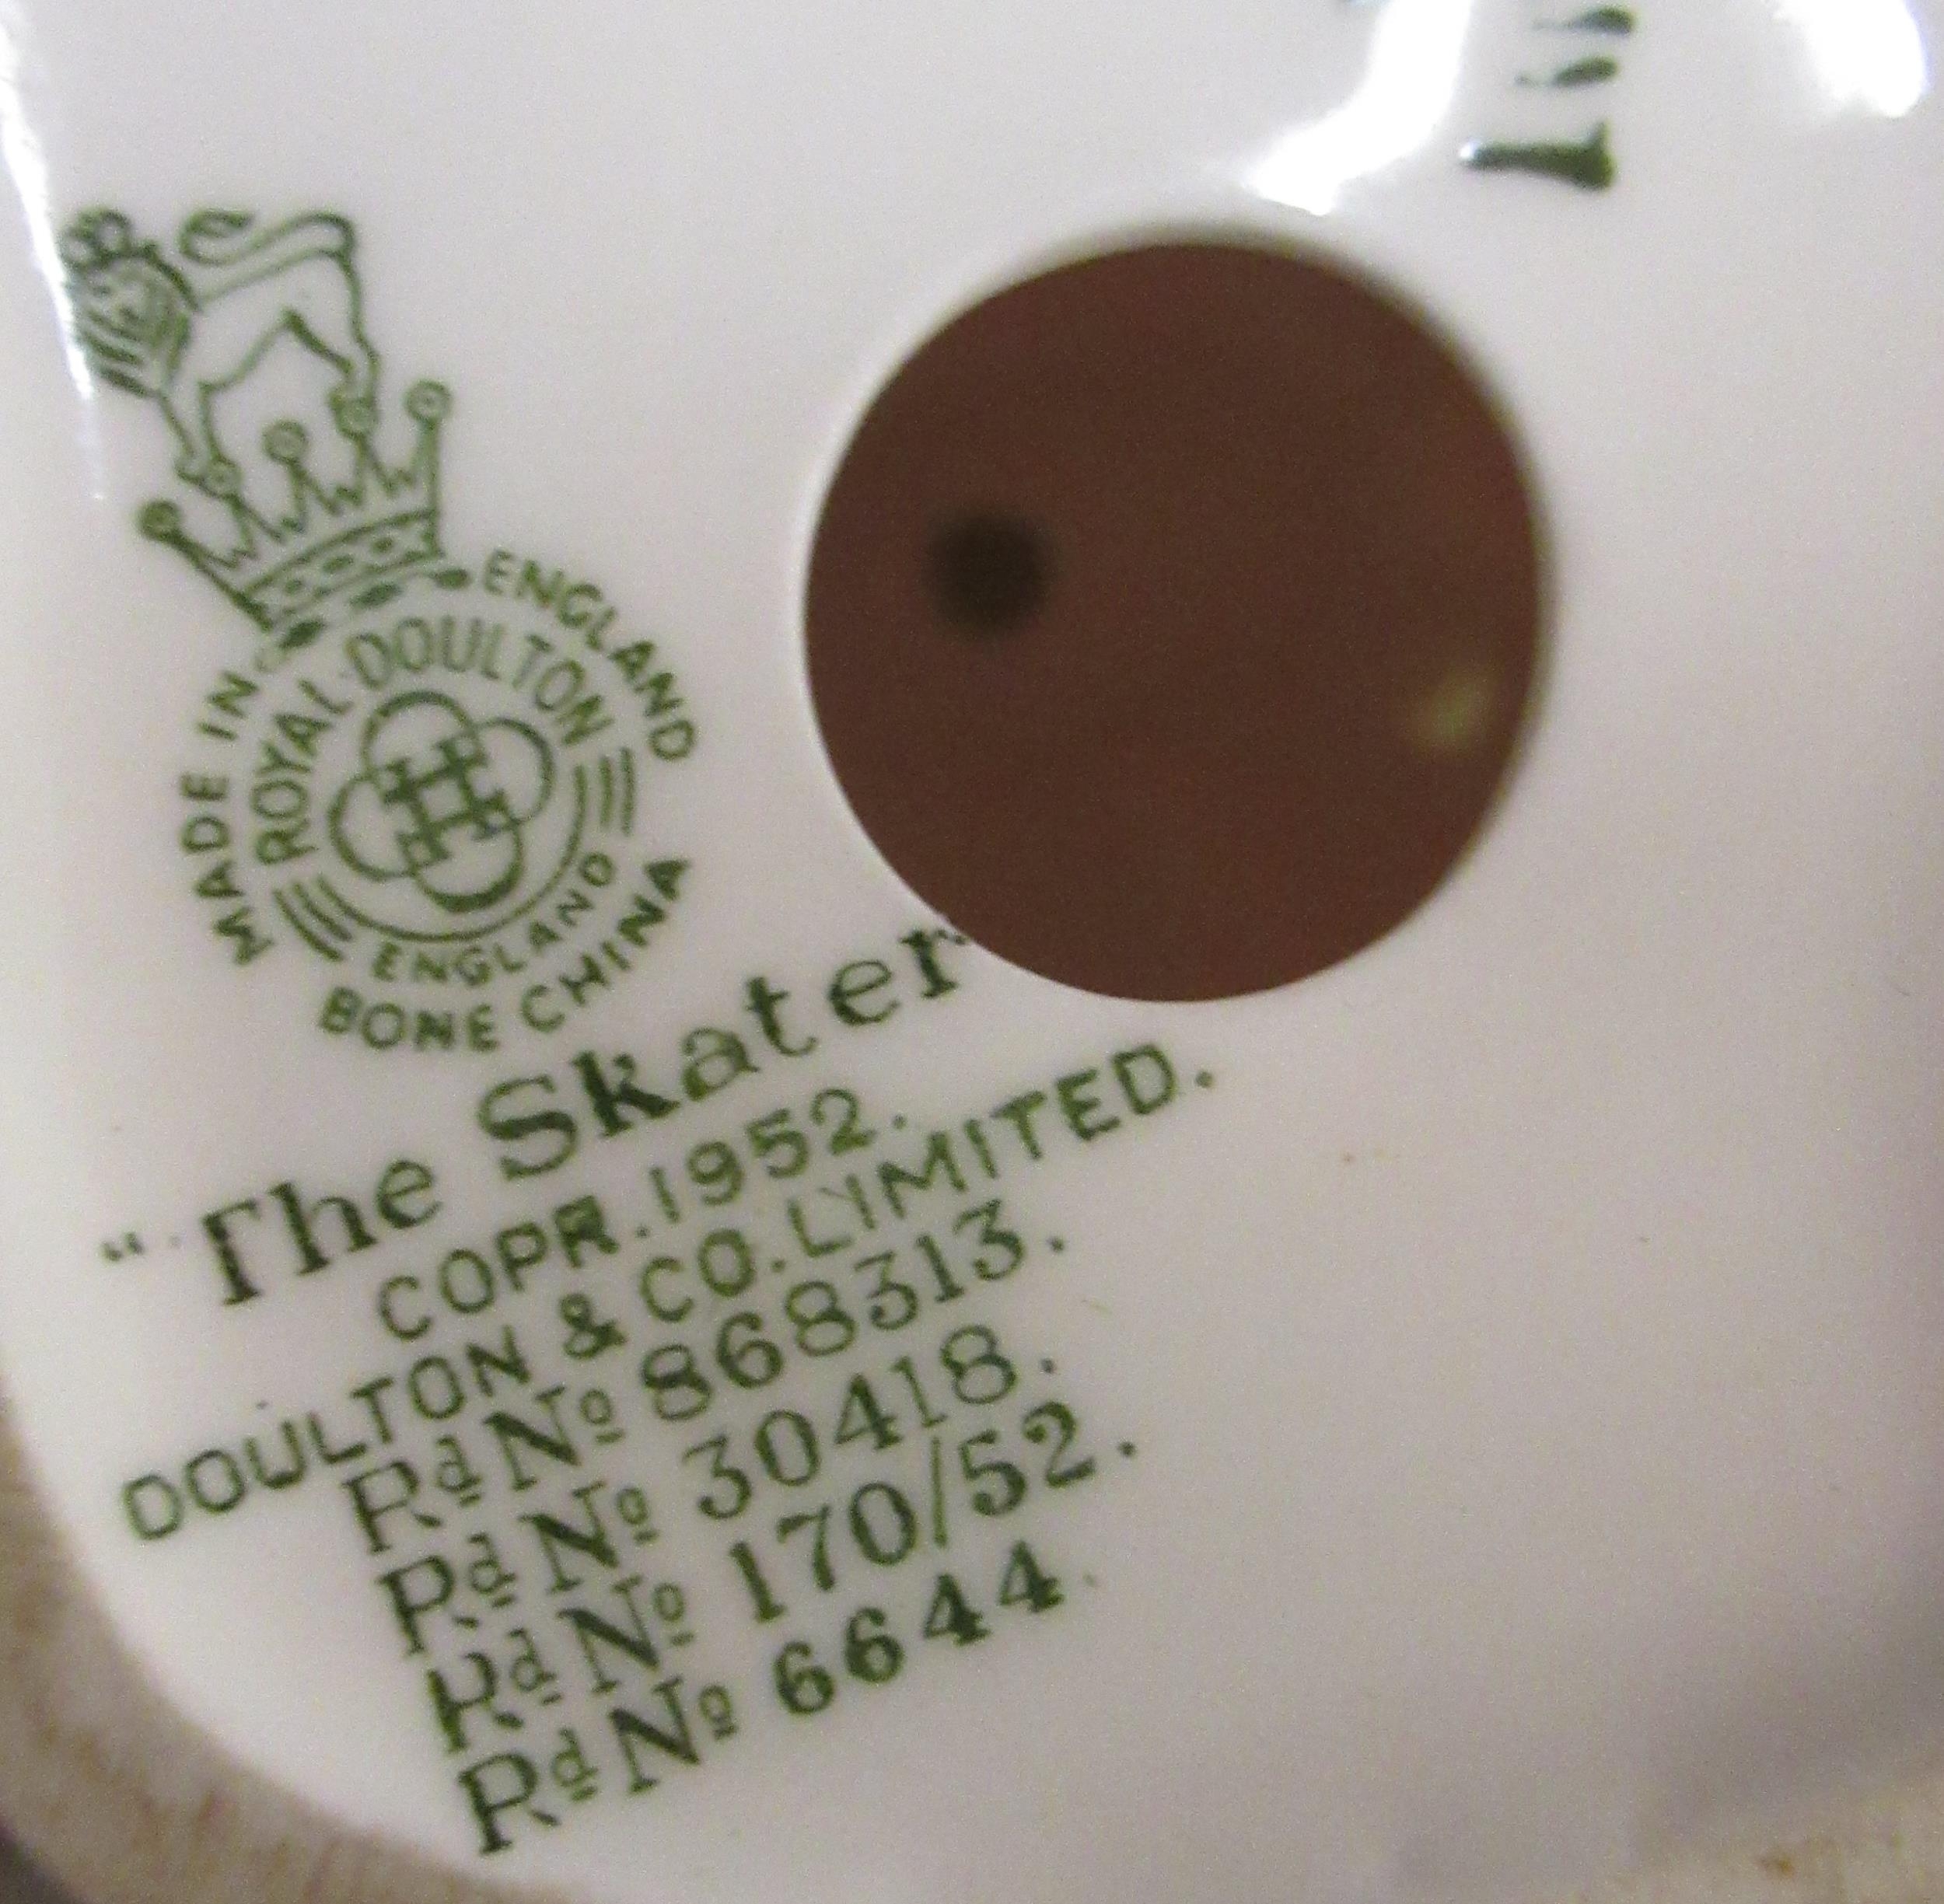 MADE IN ENGLAND
ROYAL DOULTON
ENGLAND
BONE CHINA
"The Skater"
COPR. 1952.
DOULTON & CO. LIMITED.
Rd No 868313.
Rd No 30418.
Rd No 170/52.
Rd No 6644.